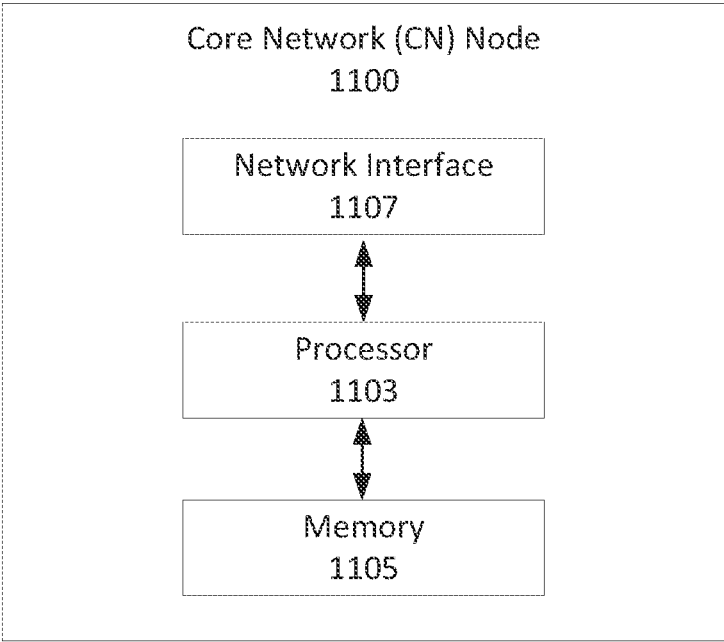 Core Network (CN) Node
1100
Network Interface
1107
Processor
1103
Memory
1105